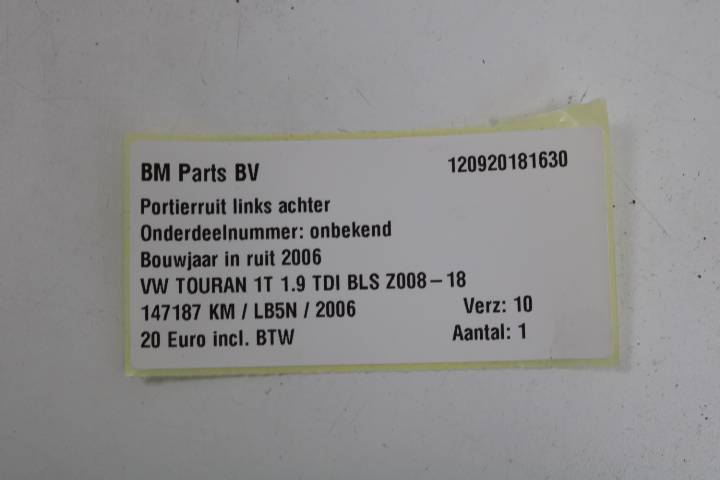 BM Parts BV 120920181630
Portierruit links achter
Onderdeelnummer: onbekend
Bouwjaar in ruit 2006
VW TOURAN 1T 1.9 TDI BLS Z008-18
147187 KM / LB5N / 2006 Verz: 10
20 Euro incl. BTW Aantal: 1